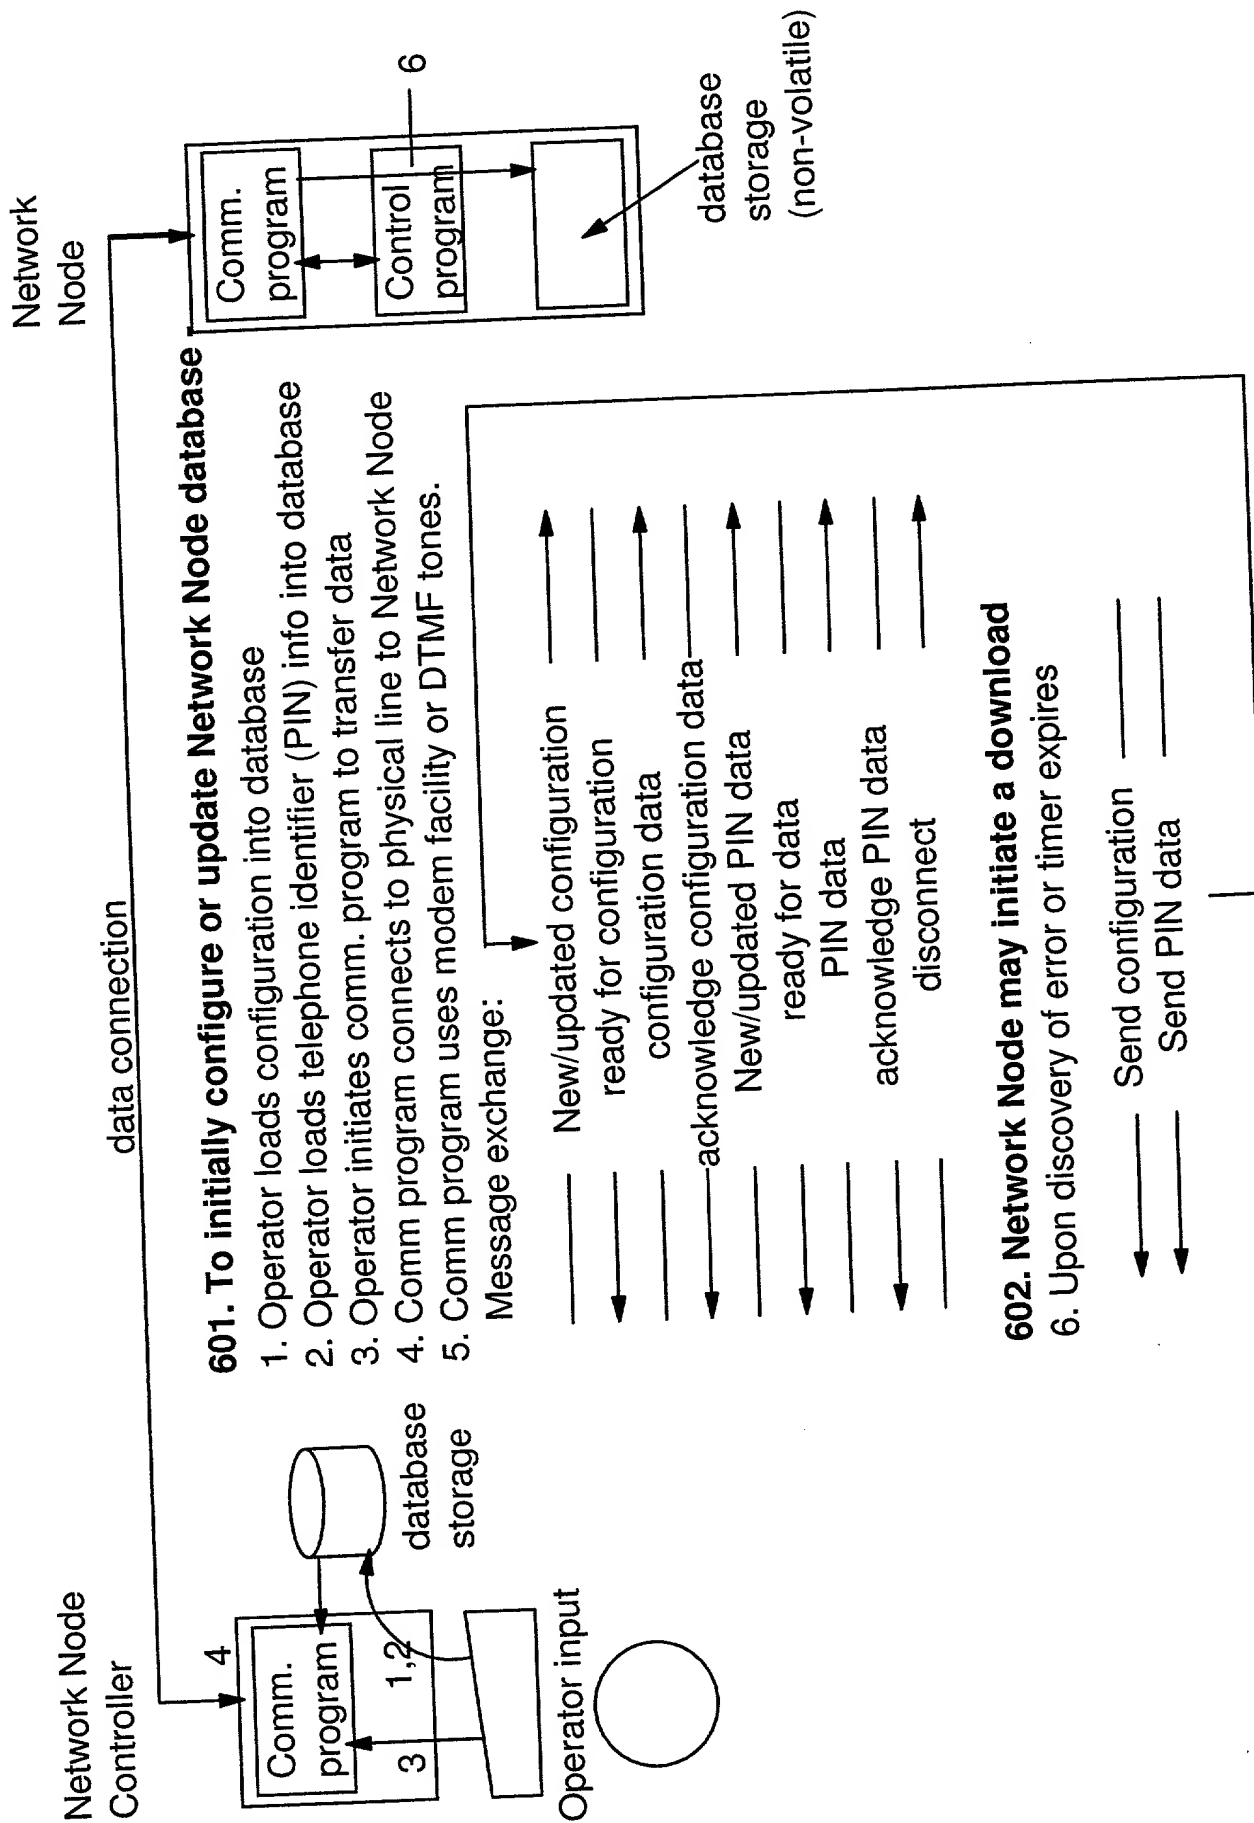 Network Node
Controller
4
Comm.
program
3
1,2
database
storage
Operator input
data connection
Network
Node
Comm.
program
Control
program
6
database
storage
(non-volatile)
601. To initially configure or update Network Node database
1. Operator loads configuration into database
2. Operator loads telephone identifier (PIN) info into database
3. Operator initiates comm. program to transfer data
4. Comm program connects to physical line to Network Node
5. Comm program uses modem facility or DTMF tones.
Message exchange:
New/updated configuration
ready for configuration
configuration data
acknowledge configuration data
New/updated PIN data
ready for data
PIN data
acknowledge PIN data
disconnect
602. Network Node may initiate a download
6. Upon discovery of error or timer expires
Send configuration
Send PIN data